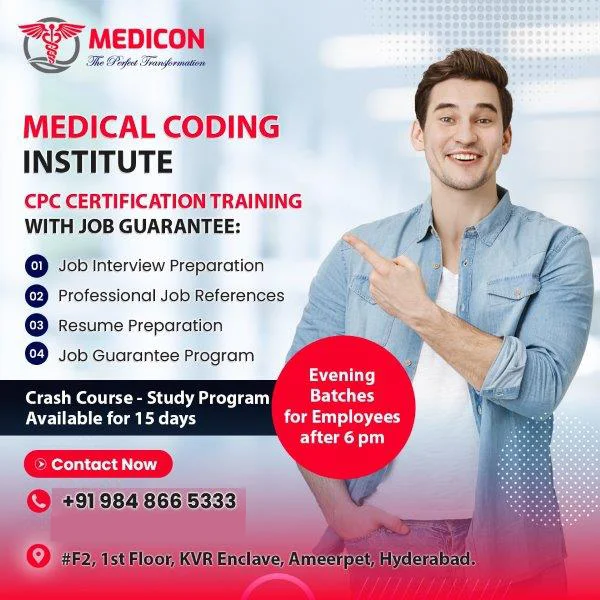 MEDICON
The Perfect Transformation
MEDICAL CODING
INSTITUTE
CPC CERTIFICATION TRAINING
WITH JOB GUARANTEE:
01 Job Interview Preparation
02 Professional Job References
03 Resume Preparation
04 Job Guarantee Program
Crash Course - Study Program
Available for 15 days
Evening
Batches
for Employees
after 6 pm
Contact Now
+91 984 866 5333
#F2, 1st Floor, KVR Enclave, Ameerpet, Hyderabad.